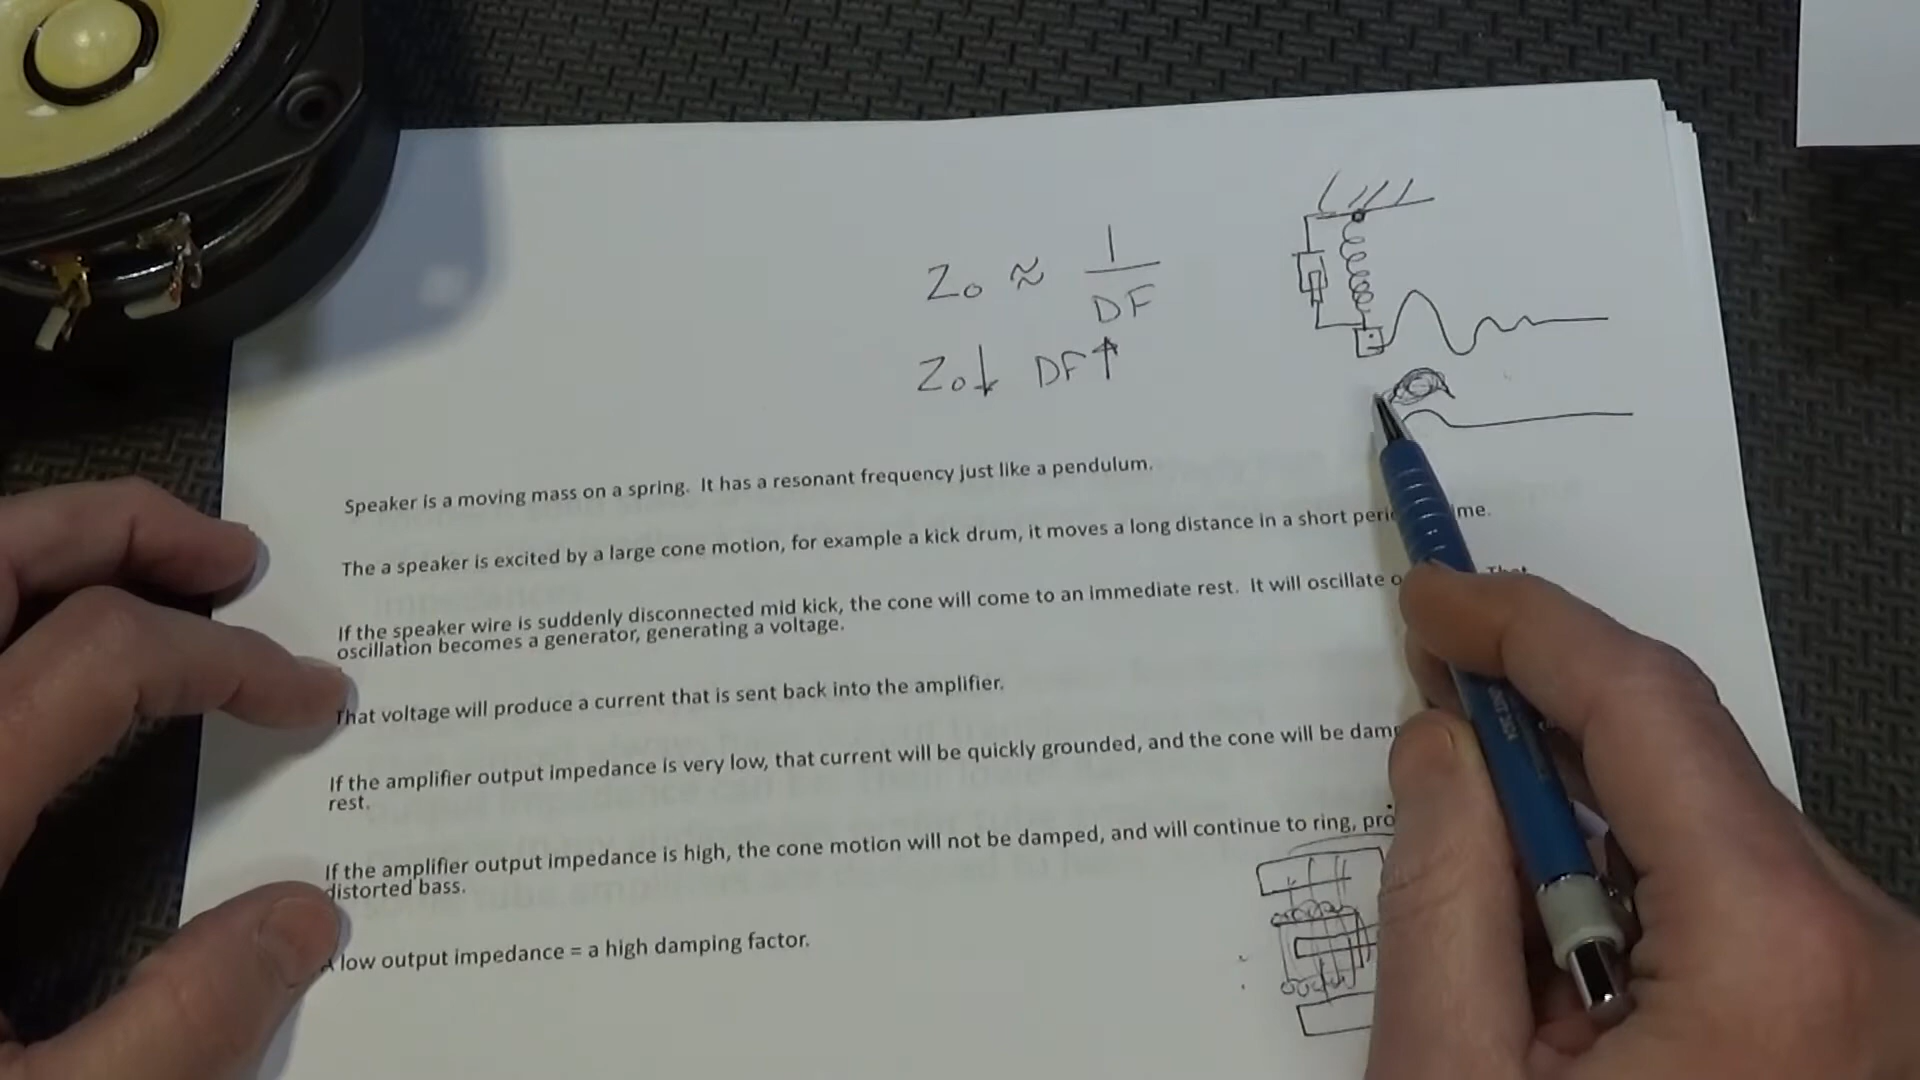 Zo ≈ 1/DF
Zo↓ DF↑
Speaker is a moving mass on a spring. It has a resonant frequency just like a pendulum.
The a speaker is excited by a large cone motion, for example a kick drum, it moves a long distance in a short me.
If the speaker wire is suddenly disconnected mid kick, the cone will come to an immediate rest. It will oscillate That
oscillation becomes a generator, generating a voltage.
That voltage will produce a current that is sent back into the amplifier.
If the amplifier output impedance is very low, that current will be quickly grounded, and the cone will be
rest.
If the amplifier output impedance is high, the cone motion will not be damped, and will continue to ring,
distorted bass.
A low output impedance = a high damping factor.